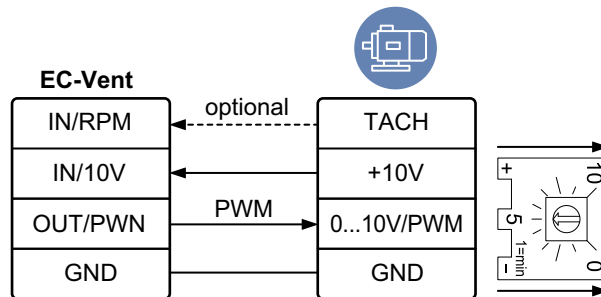 EC-Vent
optional
IN/RPM
TACH
IN/10V
+10V
OUT/PWN
PWM
0...10V/PWM
GND
GND
+
5
-
1=min
10
0